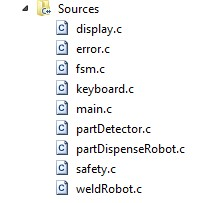 Sources
display.c
error.c
fsm.c
keyboard.c
main.c
partDetector.c
partDispenseRobot.c
safety.c
weldRobot.c